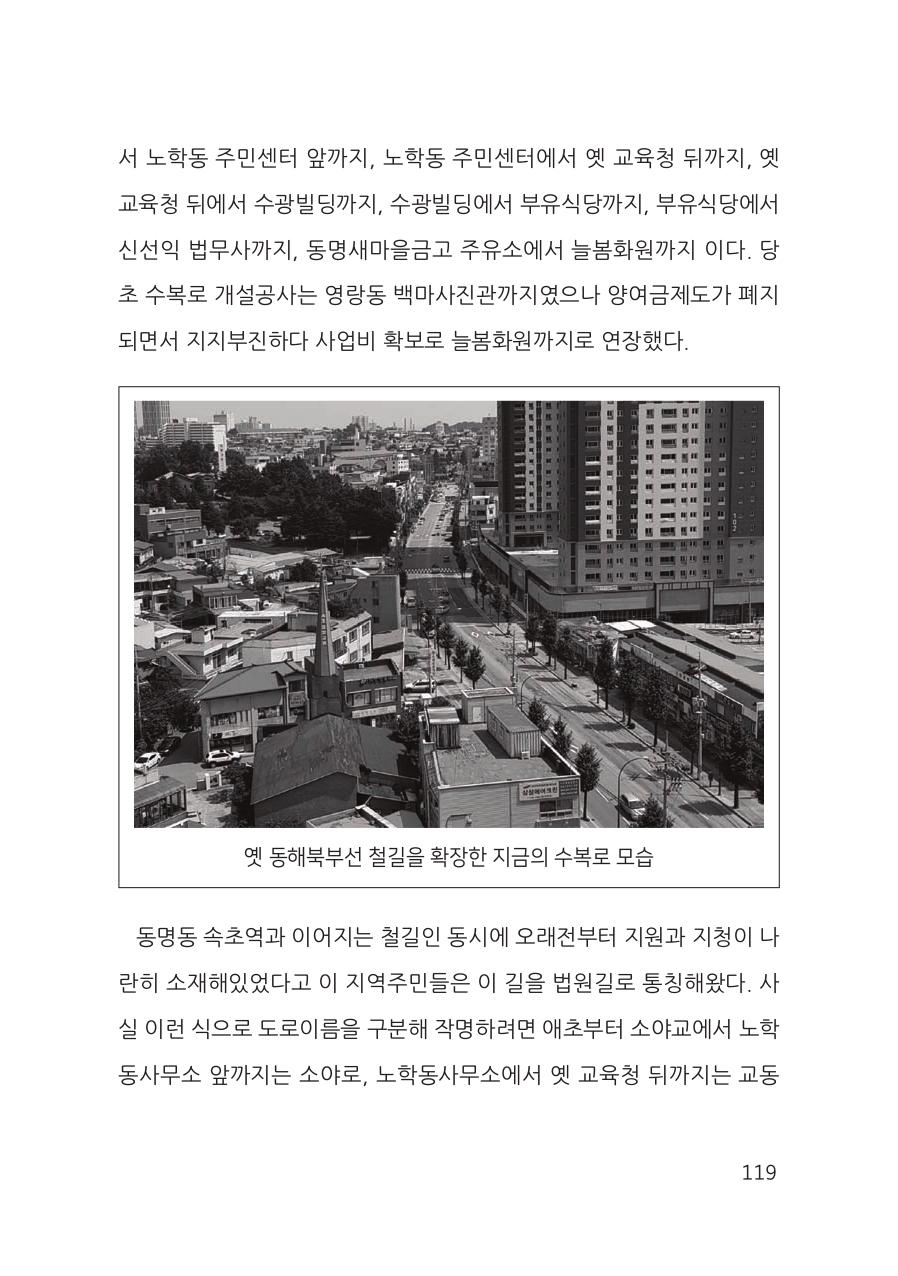 서 노학동 주민센터 앞까지, 노학동 주민센터에서 옛 교육청 뒤까지, 옛
교육청 뒤에서 수광빌딩까지, 수광빌딩에서 부유식당까지, 부유식당에서
신선익 법무사까지, 동명새마을금고 주유소에서 늘봄화원까지 이다. 당
초 수복로 개설공사는 영랑동 백마사진관까지였으나 양여금제도가 폐지
되면서 지지부진하다 사업비 확보로 늘봄화원까지로 연장했다.
102
삼성에어크린
옛 동해북부선 철길을 확장한 지금의 수복로 모습
동명동 속초역과 이어지는 철길인 동시에 오래전부터 지원과 지청이 나
란히 소재해있었다고 이 지역주민들은 이 길을 법원길로 통칭해왔다. 사
실 이런 식으로 도로이름을 구분해 작명하려면 애초부터 소야교에서 노학
동사무소 앞까지는 소야로, 노학동사무소에서 옛 교육청 뒤까지는 교동
119